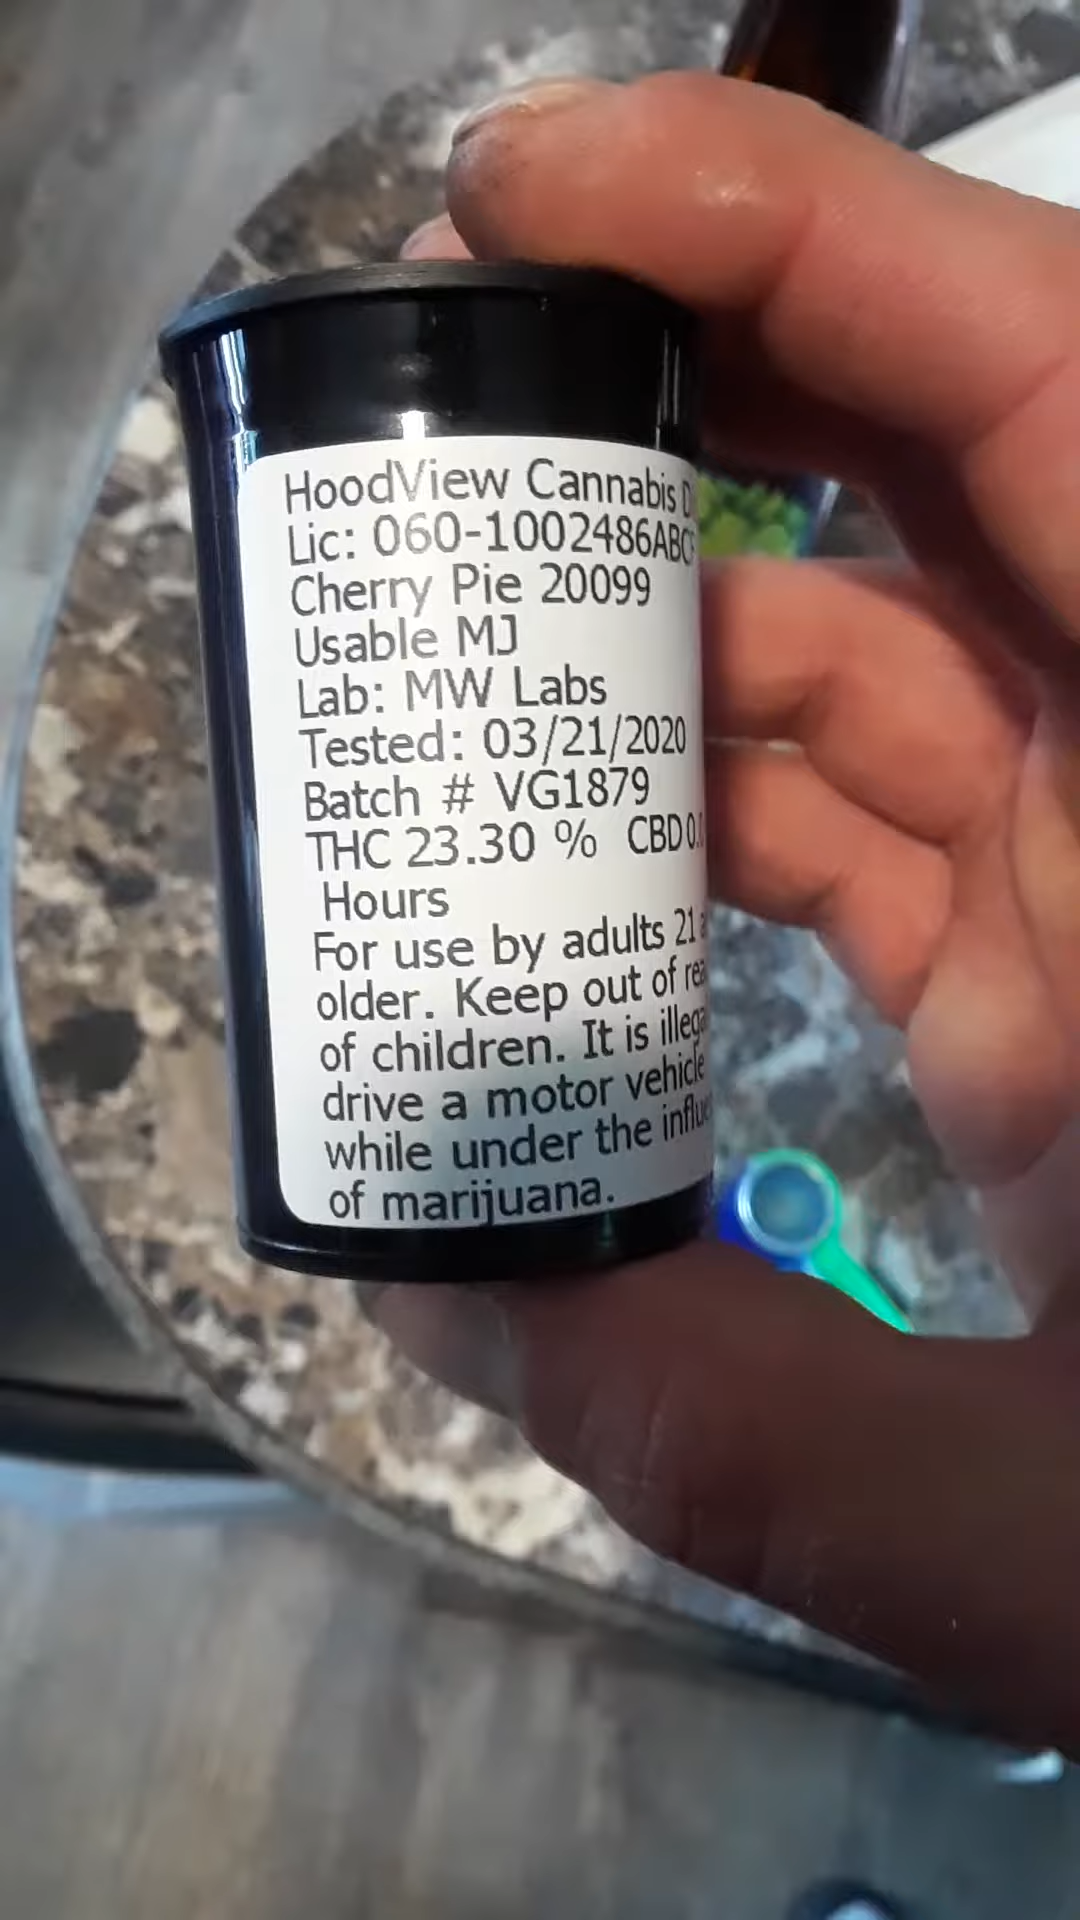 HoodView Cannabis
Lic: 060-1002486ABC
Cherry Pie 20099
Usable MJ
Lab: MW Labs
Tested: 03/21/2020
Batch # VG1879
THC 23.30 % CBD 0.
Hours
For use by adults 21
older. Keep out of
of children. It is
drive a motor vehicle
while under the
of marijuana.